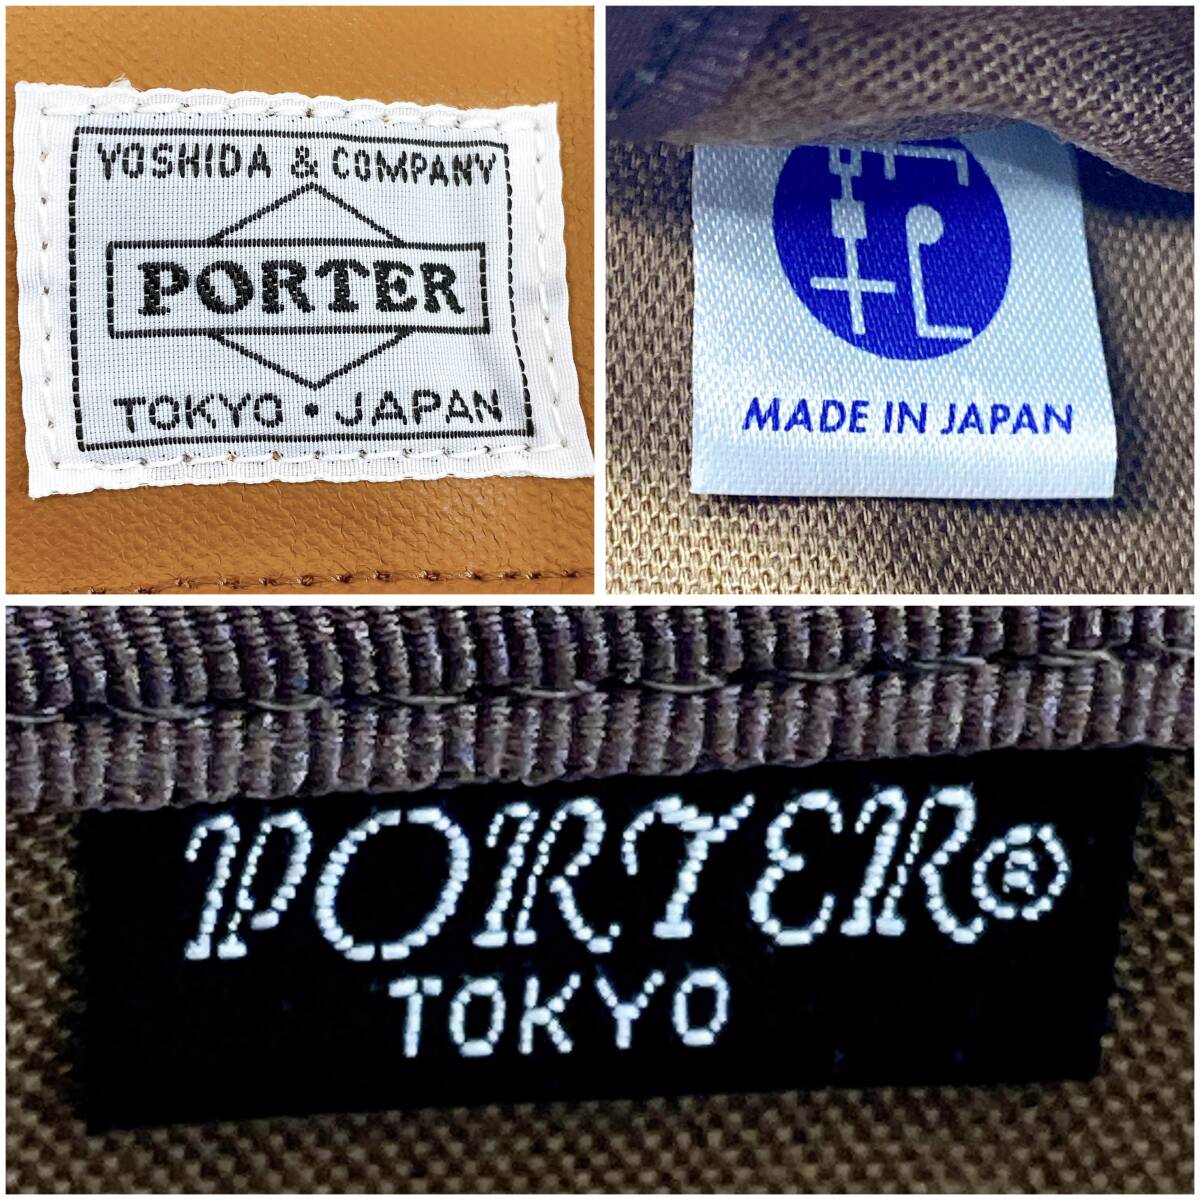 YOSHIDA & COMPANY
PORTER
TOKYO • JAPAN
MADE IN JAPAN
PORTER®
TOKYO